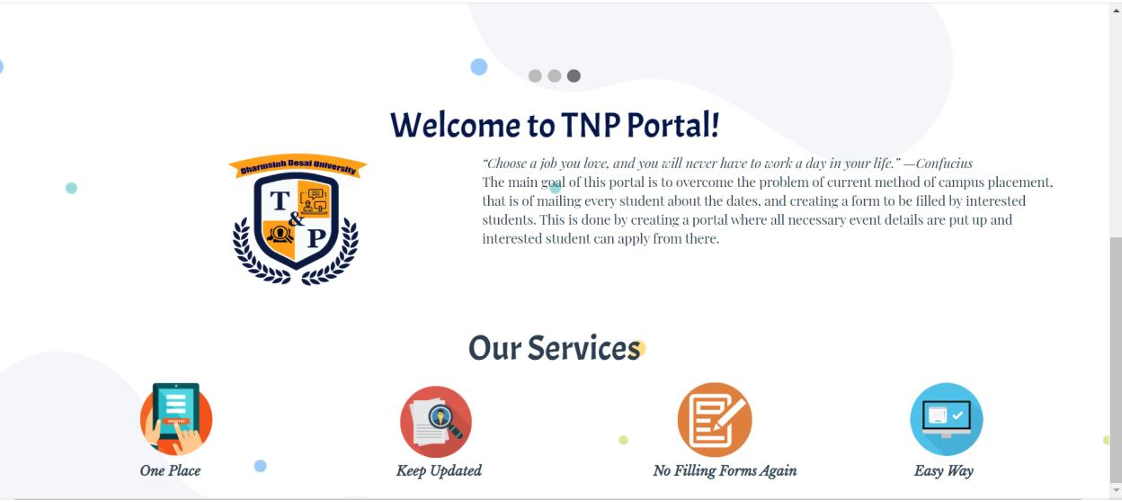 Welcome to TNP Portal!
Dharmsinh Desai University
T
&
P
“Choose a job you love, and you will never have to work a day in your life.” —Confucius
The main goal of this portal is to overcome the problem of current method of campus placement,
that is of mailing every student about the dates, and creating a form to be filled by interested
students. This is done by creating a portal where all necessary event details are put up and
interested student can apply from there.
Our Services
One Place
Keep Updated
No Filling Forms Again
Easy Way